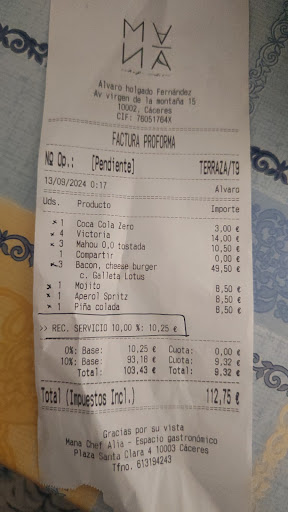 MAÑA
Alvaro holgado Fernández
Av virgen de la montaña 15
10002, Cáceres
CIF: 76051764X
FACTURA PROFORMA
NQ Op.: [Pendiente] TERRAZA/T9
13/09/2024 0:17 Alvaro
Uds. Producto Importe
1 Coca Cola Zero 3,00 €
4 Victoria 14,00 €
3 Mahou 0,0 tostada 10,50 €
1 Compartir 0,00 €
3 Bacon, cheese burger 49,50 €
c. Galleta Lotus
1 Mojito 8,50 €
1 Aperol Spritz 8,50 €
1 Piña colada 8,50 €
>> REC. SERVICIO 10,00 %: 10,25 €
0%: Base: 10,25 € Cuota: 0,00 €
10%: Base: 93,18 € Cuota: 9,32 €
Total: 103,43 € Total: 9,32 €
Total (Impuestos Incl.) 112,75 €
Gracias por su visita
Mana Chef Alia - Espacio gastronómico
Plaza Santa Clara 4 10003 Cáceres
Tfno. 613194243